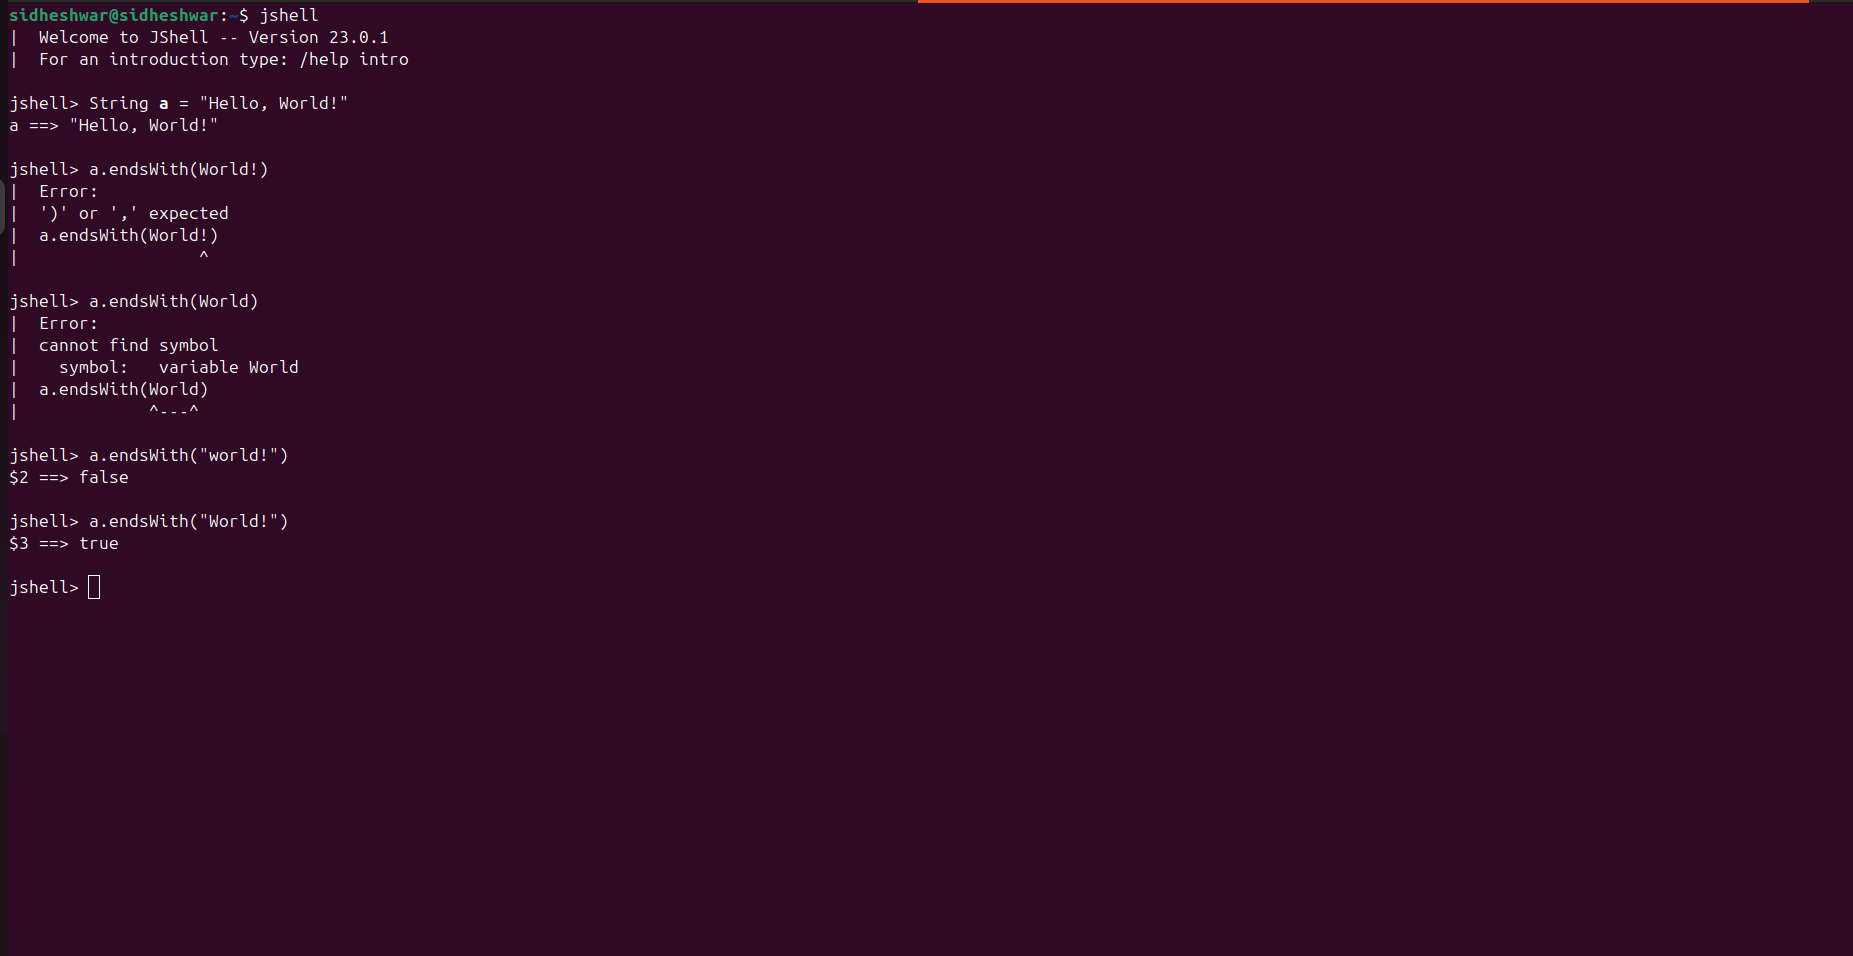 sidheshwar@sidheshwar:~$ jshell
|  Welcome to JShell -- Version 23.0.1
|  For an introduction type: /help intro

jshell> String a = "Hello, World!"
a ==> "Hello, World!"

jshell> a.endsWith(World!)
|  Error:
|  ')' or ',' expected
|  a.endsWith(World!)
|                  ^

jshell> a.endsWith(World)
|  Error:
|  cannot find symbol
|    symbol:   variable World
|  a.endsWith(World)
|             ^---^

jshell> a.endsWith("world!")
$2 ==> false

jshell> a.endsWith("World!")
$3 ==> true

jshell>